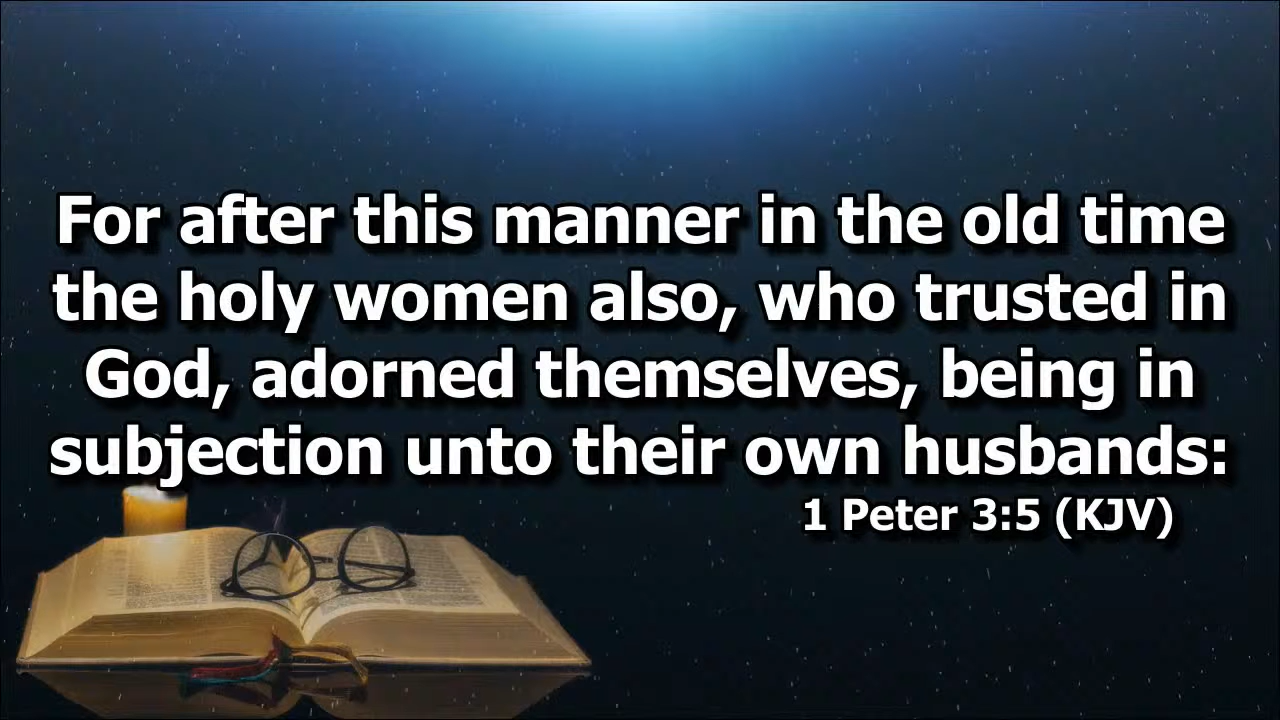 For after this manner in the old time
the holy women also, who trusted in
God, adorned themselves, being in
subjection unto their own husbands:
1 Peter 3:5 (KJV)